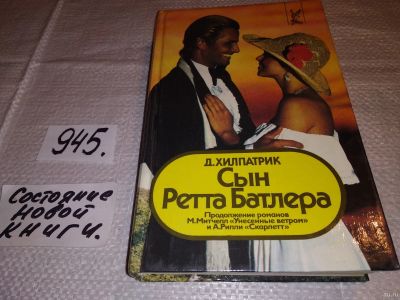 945.
Состояние
Новой
книги.
Д. ХИЛПАТРИК
Сын
Ретта Батлера
Продолжение романов
М.Митчелл «Унесенные ветром»
и А.Рипли «Скарлетт»